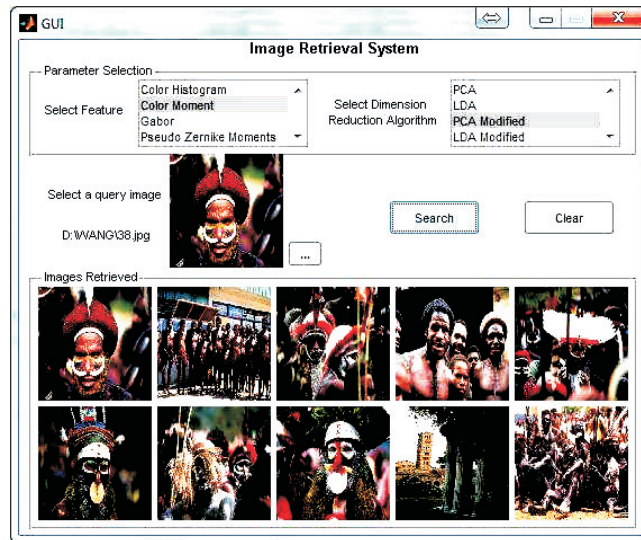 GUI
Image Retrieval System
Parameter Selection
Select Feature
Color Histogram
Color Moment
Gabor
Pseudo Zernike Moments
Select Dimension
Reduction Algorithm
PCA
LDA
PCA Modified
LDA Modified
Select a query image
D:\WANG\38.jpg
...
Search
Clear
Images Retrieved